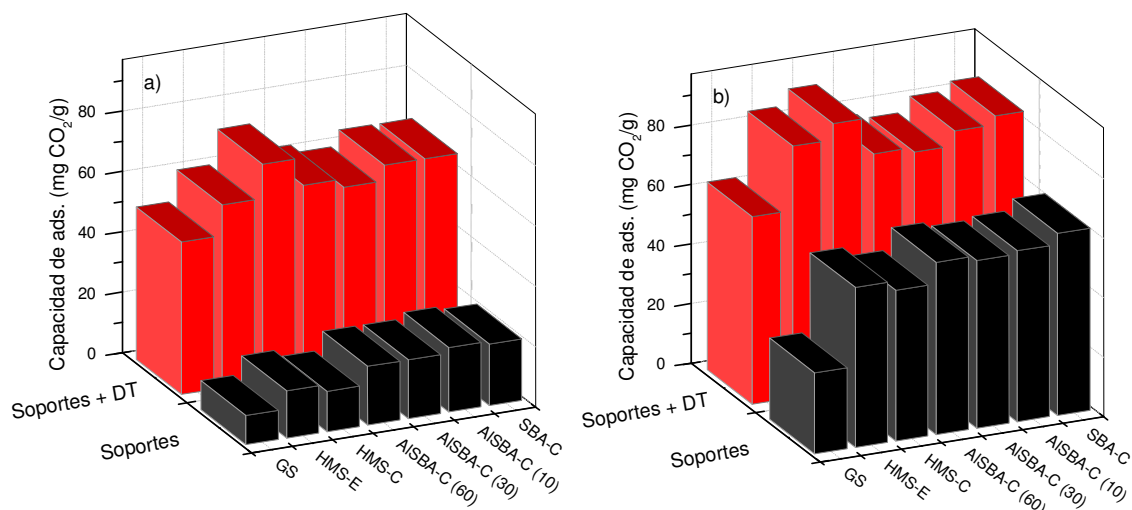 a)
Capacidad de ads. (mg CO2/g)
80
60
40
20
0
Soportes + DT
Soportes
GS
HMS-E
HMS-C
AlSBA-C (60)
AlSBA-C (30)
AlSBA-C (10)
SBA-C
b)
Capacidad de ads. (mg CO2/g)
80
60
40
20
0
Soportes + DT
Soportes
GS
HMS-E
HMS-C
AlSBA-C (60)
AlSBA-C (30)
AlSBA-C (10)
SBA-C